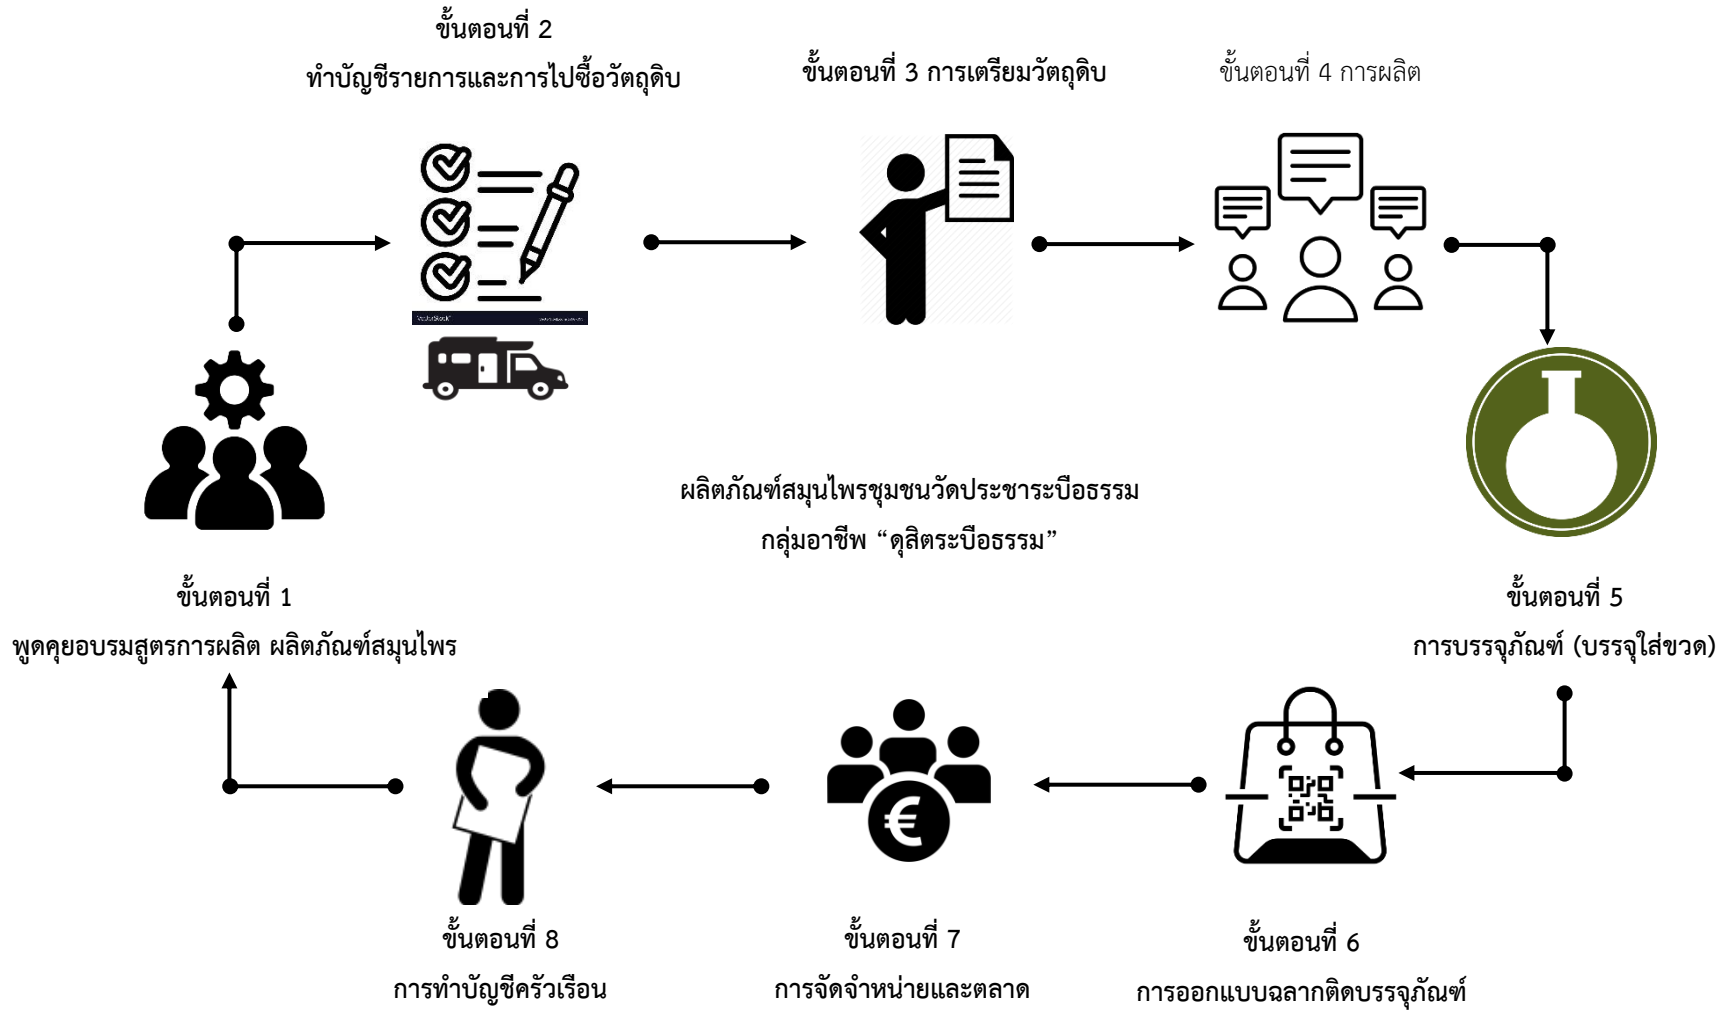 ขั้นตอนที่ 2
ทำบัญชีรายการและการไปซื้อวัตถุดิบ
ขั้นตอนที่ 3 การเตรียมวัตถุดิบ
ขั้นตอนที่ 4 การผลิต
VectorStock
ผลิตภัณฑ์สมุนไพรชุมชนวัดประชาระบือธรรม
กลุ่มอาชีพ “ดุสิตระบือธรรม”
ขั้นตอนที่ 1
พูดคุยอบรมสูตรการผลิต ผลิตภัณฑ์สมุนไพร
ขั้นตอนที่ 5
การบรรจุภัณฑ์ (บรรจุใส่ขวด)
ขั้นตอนที่ 8
การทำบัญชีครัวเรือน
ขั้นตอนที่ 7
การจัดจำหน่ายและตลาด
ขั้นตอนที่ 6
การออกแบบฉลากติดบรรจุภัณฑ์